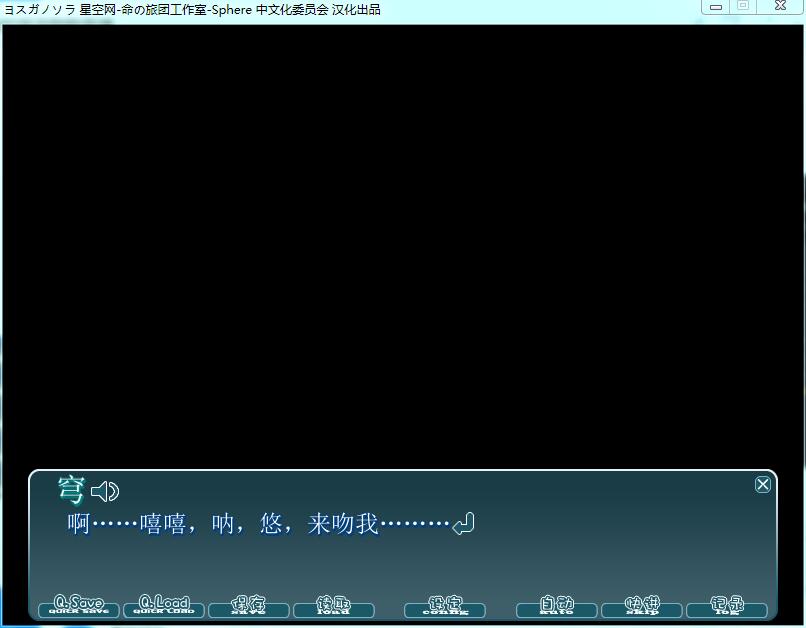 ヨスガノソラ 星空网-命の旅团工作室-Sphere 中文化委员会 汉化出品
穹
啊……嘻嘻，呐，悠，来吻我………
Q.Save Q.Load 保存 读取 设定 自动 快进 记录
quick save quick load save load config auto skip log